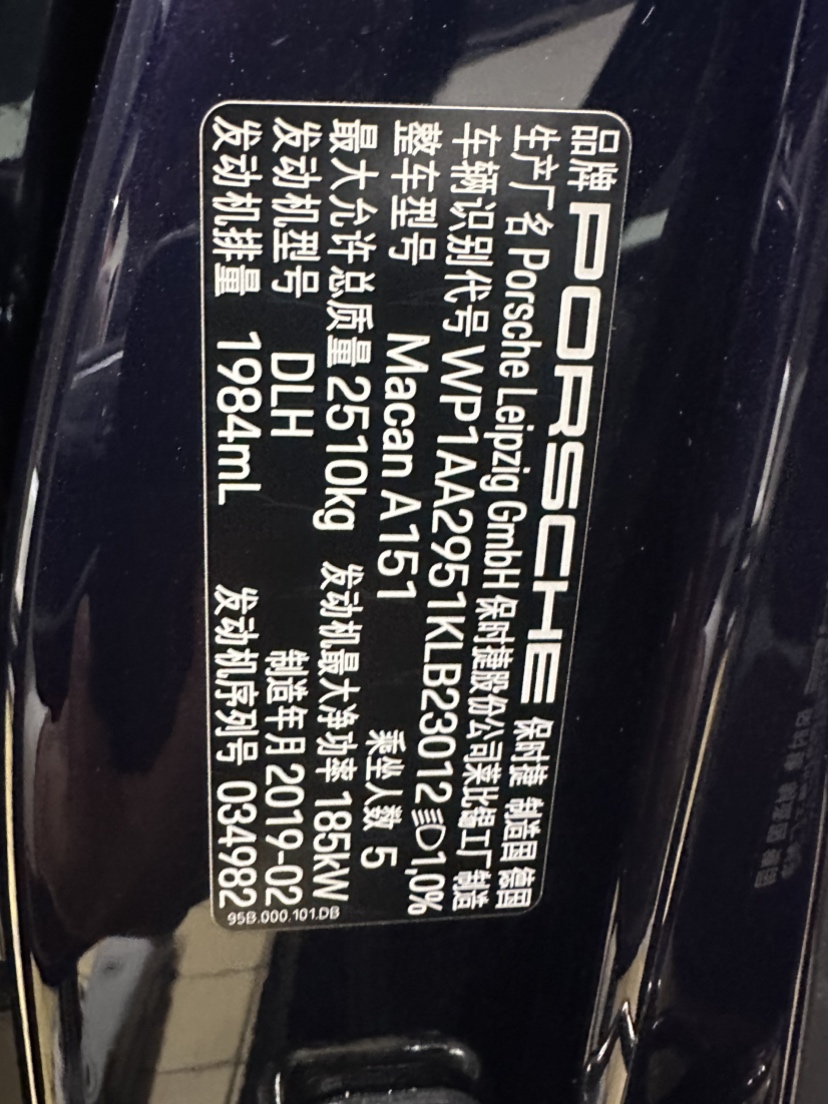 品牌 PORSCHE 保时捷 制造国 德国
生产厂名 Porsche Leipzig GmbH 保时捷股份公司莱比锡工厂 制造
车辆识别代号 WP1AA2951KLB23012 1,0%
整车型号 Macan A151 乘坐人数 5
最大允许总质量 2510kg 发动机最大净功率 185kW
发动机型号 DLH 制造年月 2019-02
发动机排量 1984mL 发动机序列号 034982
95B.000.101.DB